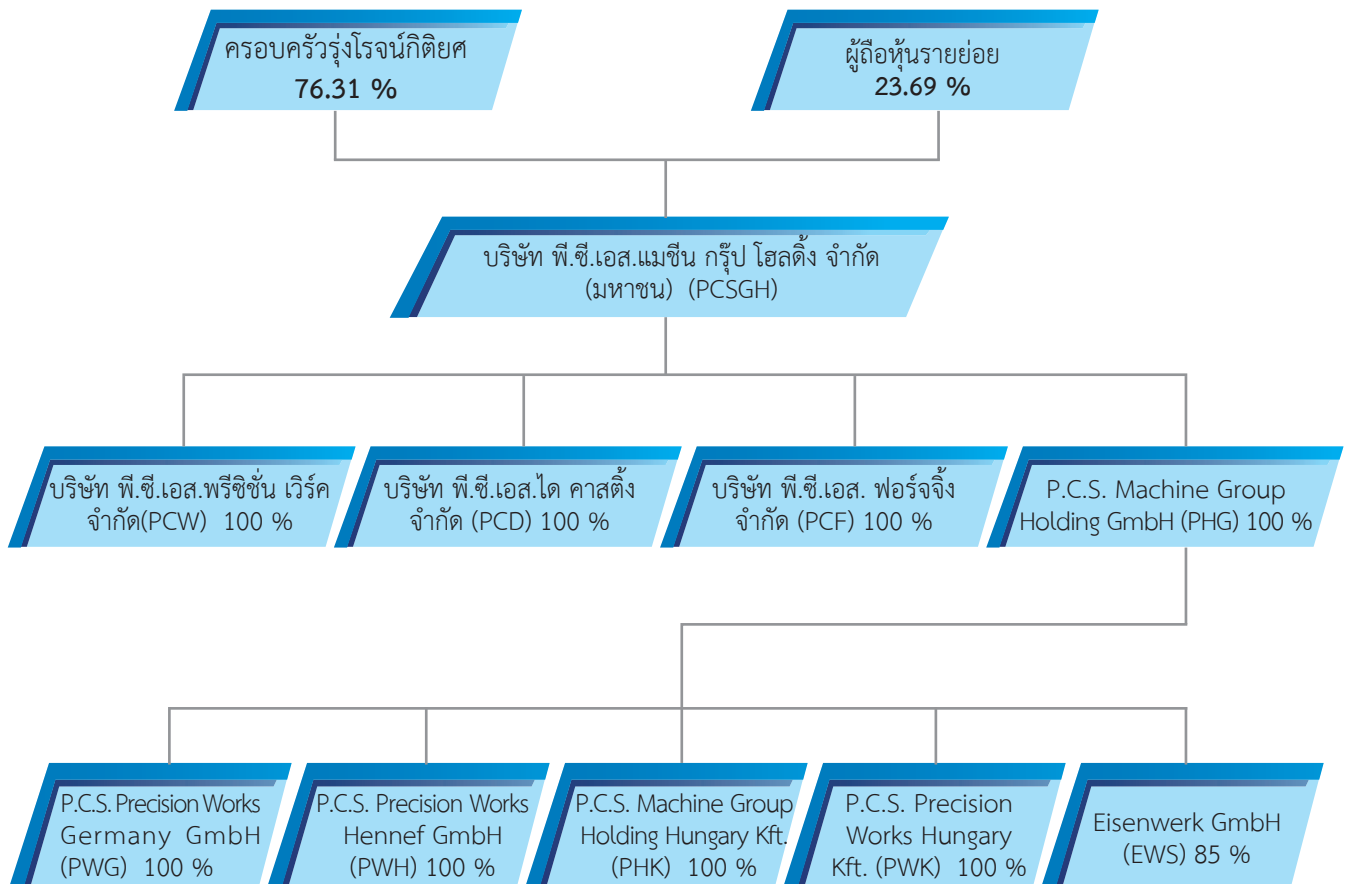 ครอบครัวรุ่งโรจน์กิติยศ
76.31 %
ผู้ถือหุ้นรายย่อย
23.69 %
บริษัท พี.ซี.เอส.แมชีน กรุ๊ป โฮลดิ้ง จำกัด
(มหาชน) (PCSGH)
บริษัท พี.ซี.เอส.พรีซิชั่น เวิร์ค
จำกัด(PCW) 100 %
บริษัท พี.ซี.เอส.ได คาสติ้ง
จำกัด (PCD) 100 %
บริษัท พี.ซี.เอส. ฟอร์จจิ้ง
จำกัด (PCF) 100 %
P.C.S. Machine Group
Holding GmbH (PHG) 100 %
P.C.S. Precision Works
Germany GmbH
(PWG) 100 %
P.C.S. Precision Works
Hennef GmbH
(PWH) 100 %
P.C.S. Machine Group
Holding Hungary Kft.
(PHK) 100 %
P.C.S. Precision
Works Hungary
Kft. (PWK) 100 %
Eisenwerk GmbH
(EWS) 85 %